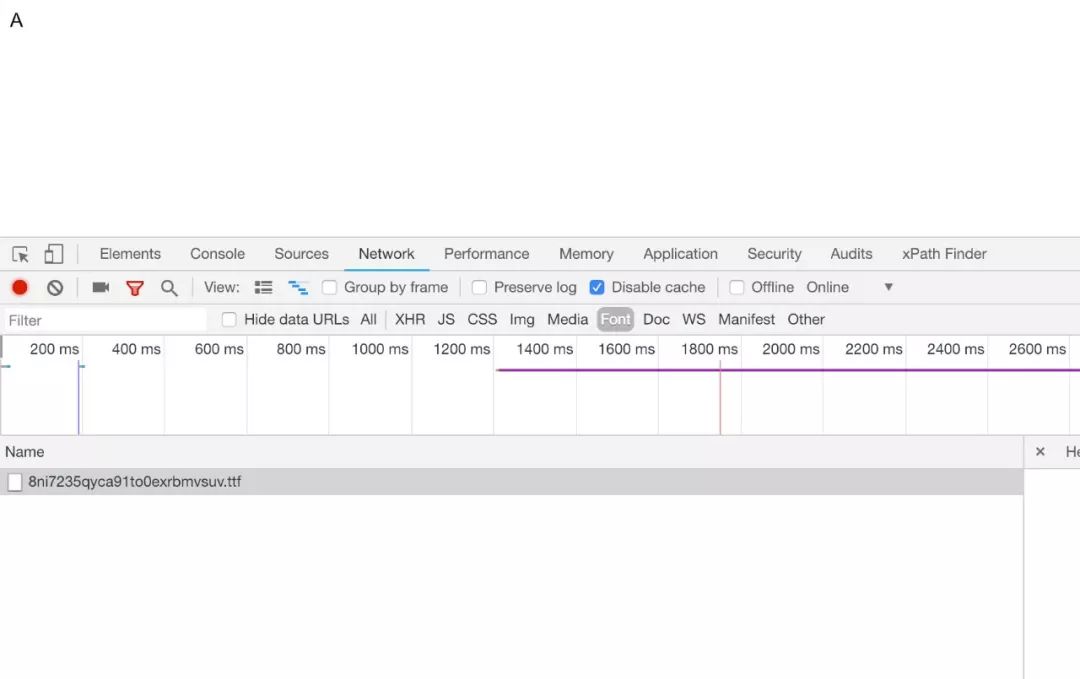 A
Elements Console Sources Network Performance Memory Application Security Audits xPath Finder
View: Group by frame Preserve log Disable cache Offline Online
Filter Hide data URLs All XHR JS CSS Img Media Font Doc WS Manifest Other
200 ms 400 ms 600 ms 800 ms 1000 ms 1200 ms 1400 ms 1600 ms 1800 ms 2000 ms 2200 ms 2400 ms 2600 ms
Name × He
8ni7235qyca91to0exrbmvsuv.ttf